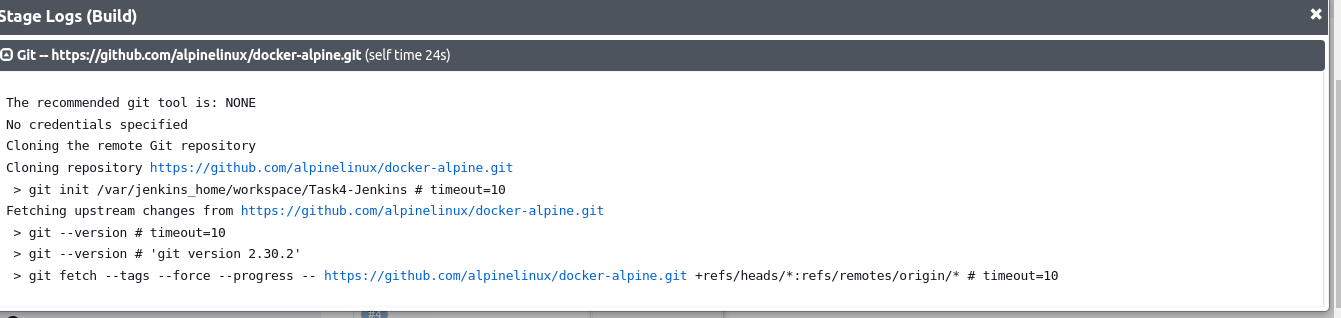 Stage Logs (Build)
Git -- https://github.com/alpinelinux/docker-alpine.git (self time 24s)
The recommended git tool is: NONE
No credentials specified
Cloning the remote Git repository
Cloning repository https://github.com/alpinelinux/docker-alpine.git
> git init /var/jenkins_home/workspace/Task4-Jenkins # timeout=10
Fetching upstream changes from https://github.com/alpinelinux/docker-alpine.git
> git --version # timeout=10
> git --version # 'git version 2.30.2'
> git fetch --tags --force --progress -- https://github.com/alpinelinux/docker-alpine.git +refs/heads/*:refs/remotes/origin/* # timeout=10
#4